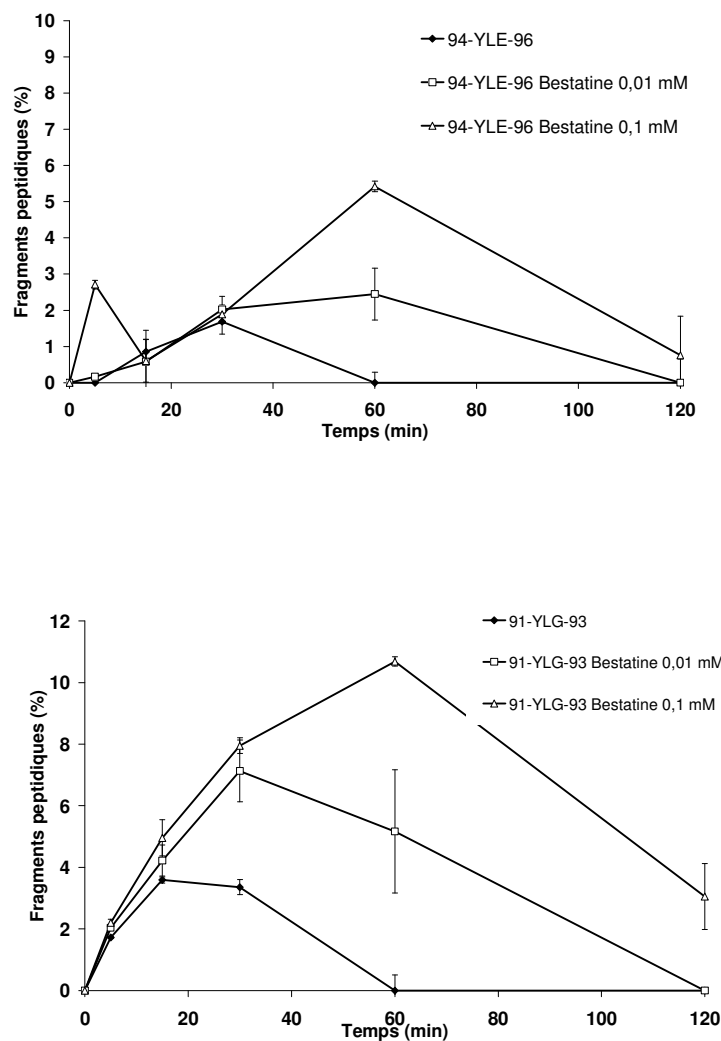 Fragments peptidiques (%)
10
9
8
7
6
5
4
3
2
1
0
94-YLE-96
94-YLE-96 Bestatine 0,01 mM
94-YLE-96 Bestatine 0,1 mM
0 20 40 60 80 100 120
Temps (min)
Fragments peptidiques (%)
12
10
8
6
4
2
0
91-YLG-93
91-YLG-93 Bestatine 0,01 mM
91-YLG-93 Bestatine 0,1 mM
0 20 40 60 80 100 120
Temps (min)